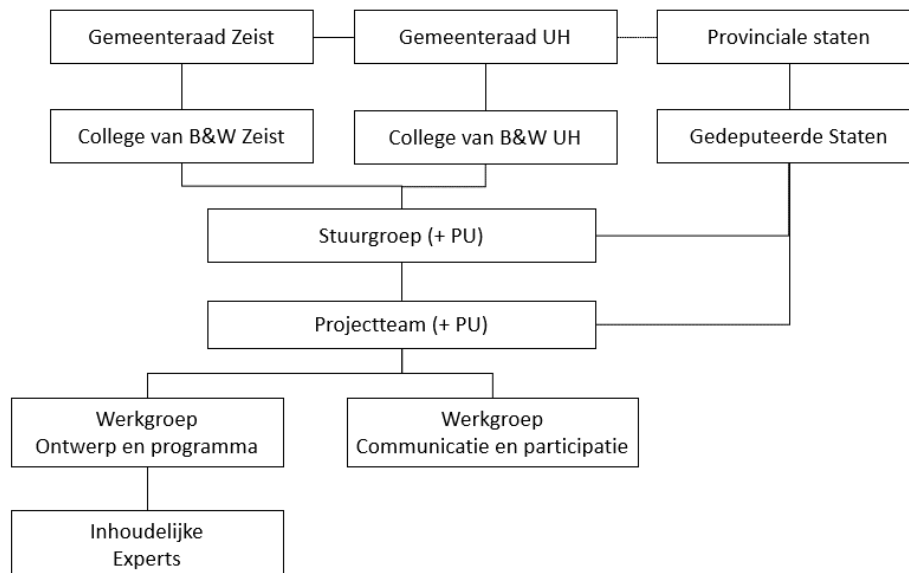 Gemeenteraad Zeist
Gemeenteraad UH
Provinciale staten
College van B&W Zeist
College van B&W UH
Gedeputeerde Staten
Stuurgroep (+ PU)
Projectteam (+ PU)
Werkgroep
Ontwerp en programma
Werkgroep
Communicatie en participatie
Inhoudelijke
Experts